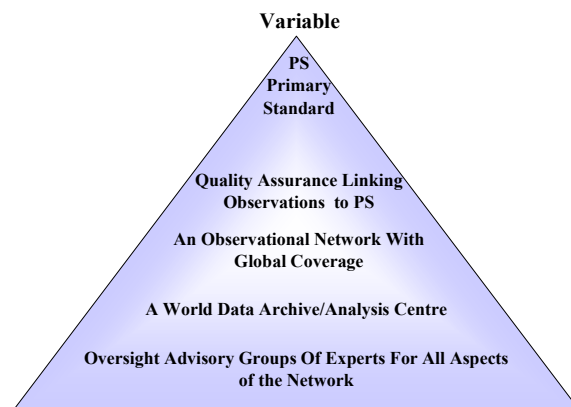 Variable
PS
Primary
Standard
Quality Assurance Linking
Observations to PS
An Observational Network With
Global Coverage
A World Data Archive/Analysis Centre
Oversight Advisory Groups Of Experts For All Aspects
of the Network